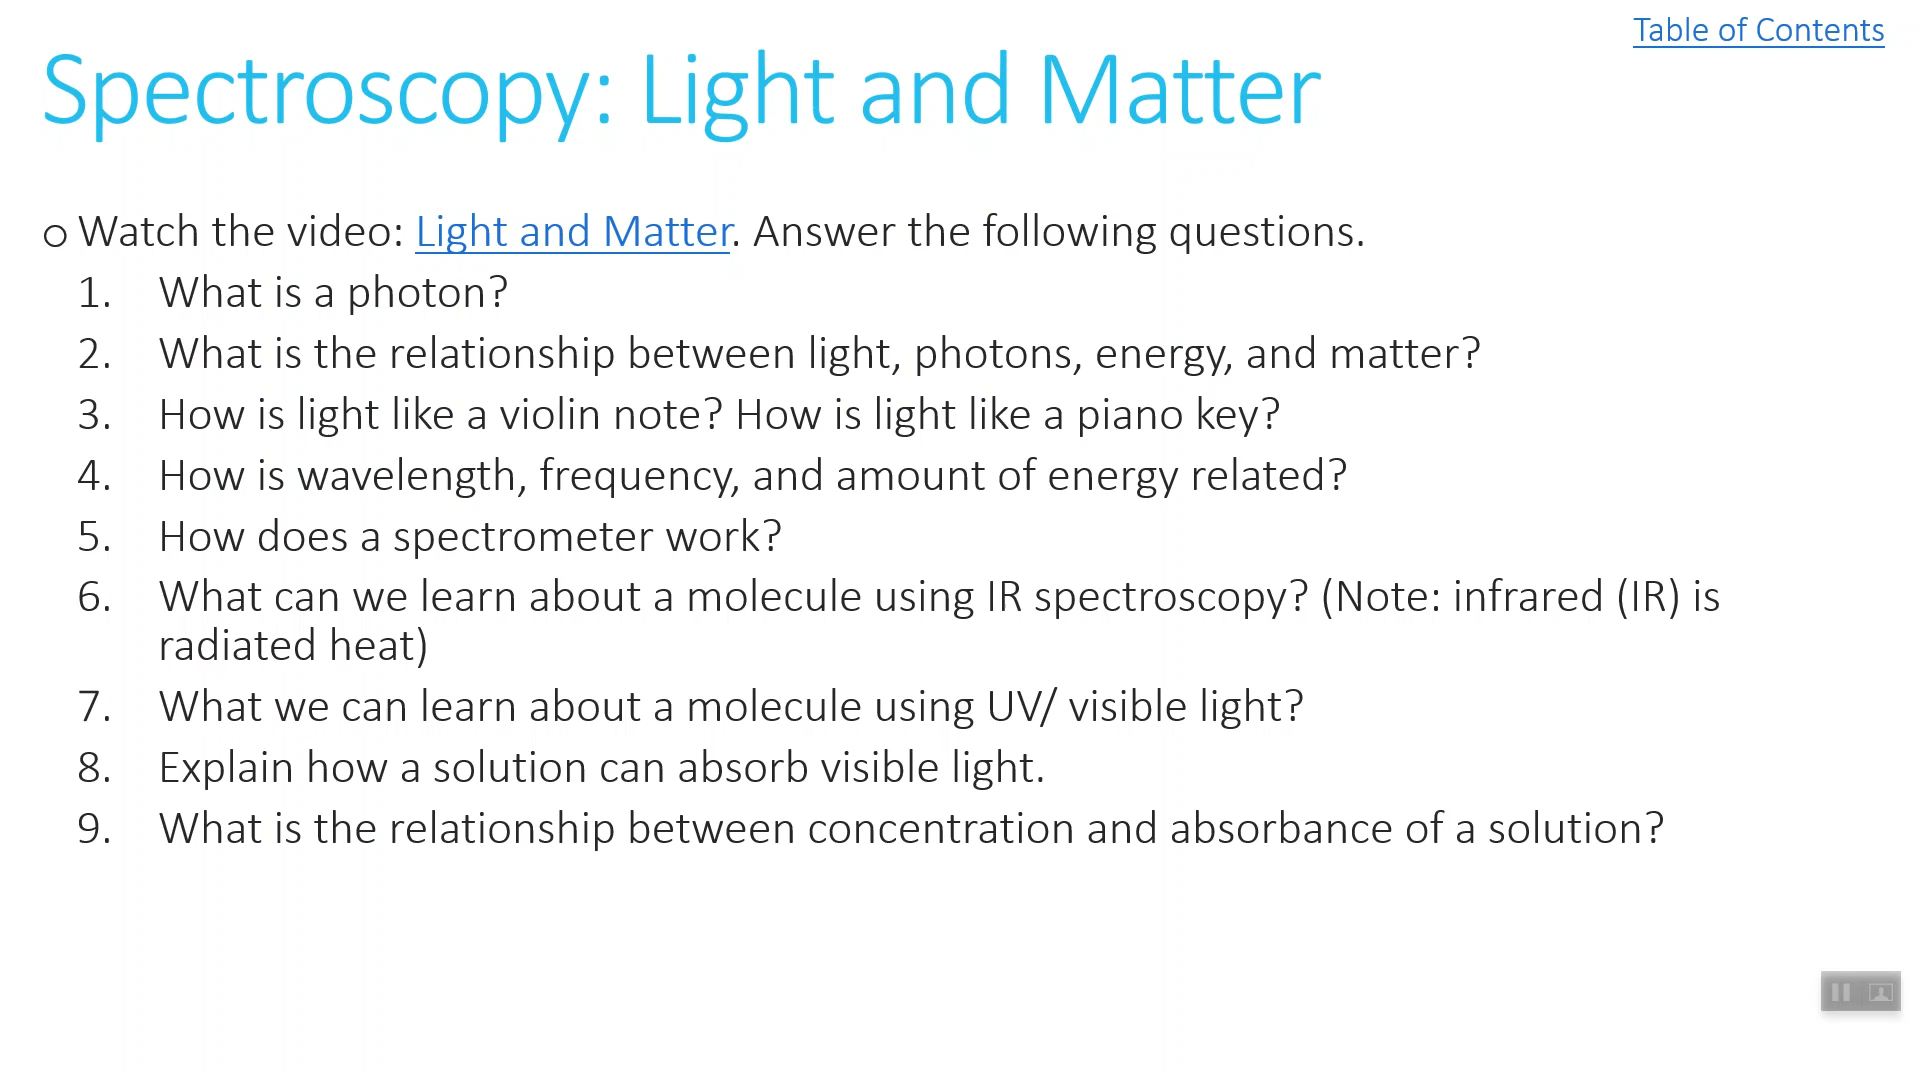 Table of Contents
Spectroscopy: Light and Matter
o Watch the video: Light and Matter. Answer the following questions.
1. What is a photon?
2. What is the relationship between light, photons, energy, and matter?
3. How is light like a violin note? How is light like a piano key?
4. How is wavelength, frequency, and amount of energy related?
5. How does a spectrometer work?
6. What can we learn about a molecule using IR spectroscopy? (Note: infrared (IR) is
radiated heat)
7. What we can learn about a molecule using UV/ visible light?
8. Explain how a solution can absorb visible light.
9. What is the relationship between concentration and absorbance of a solution?